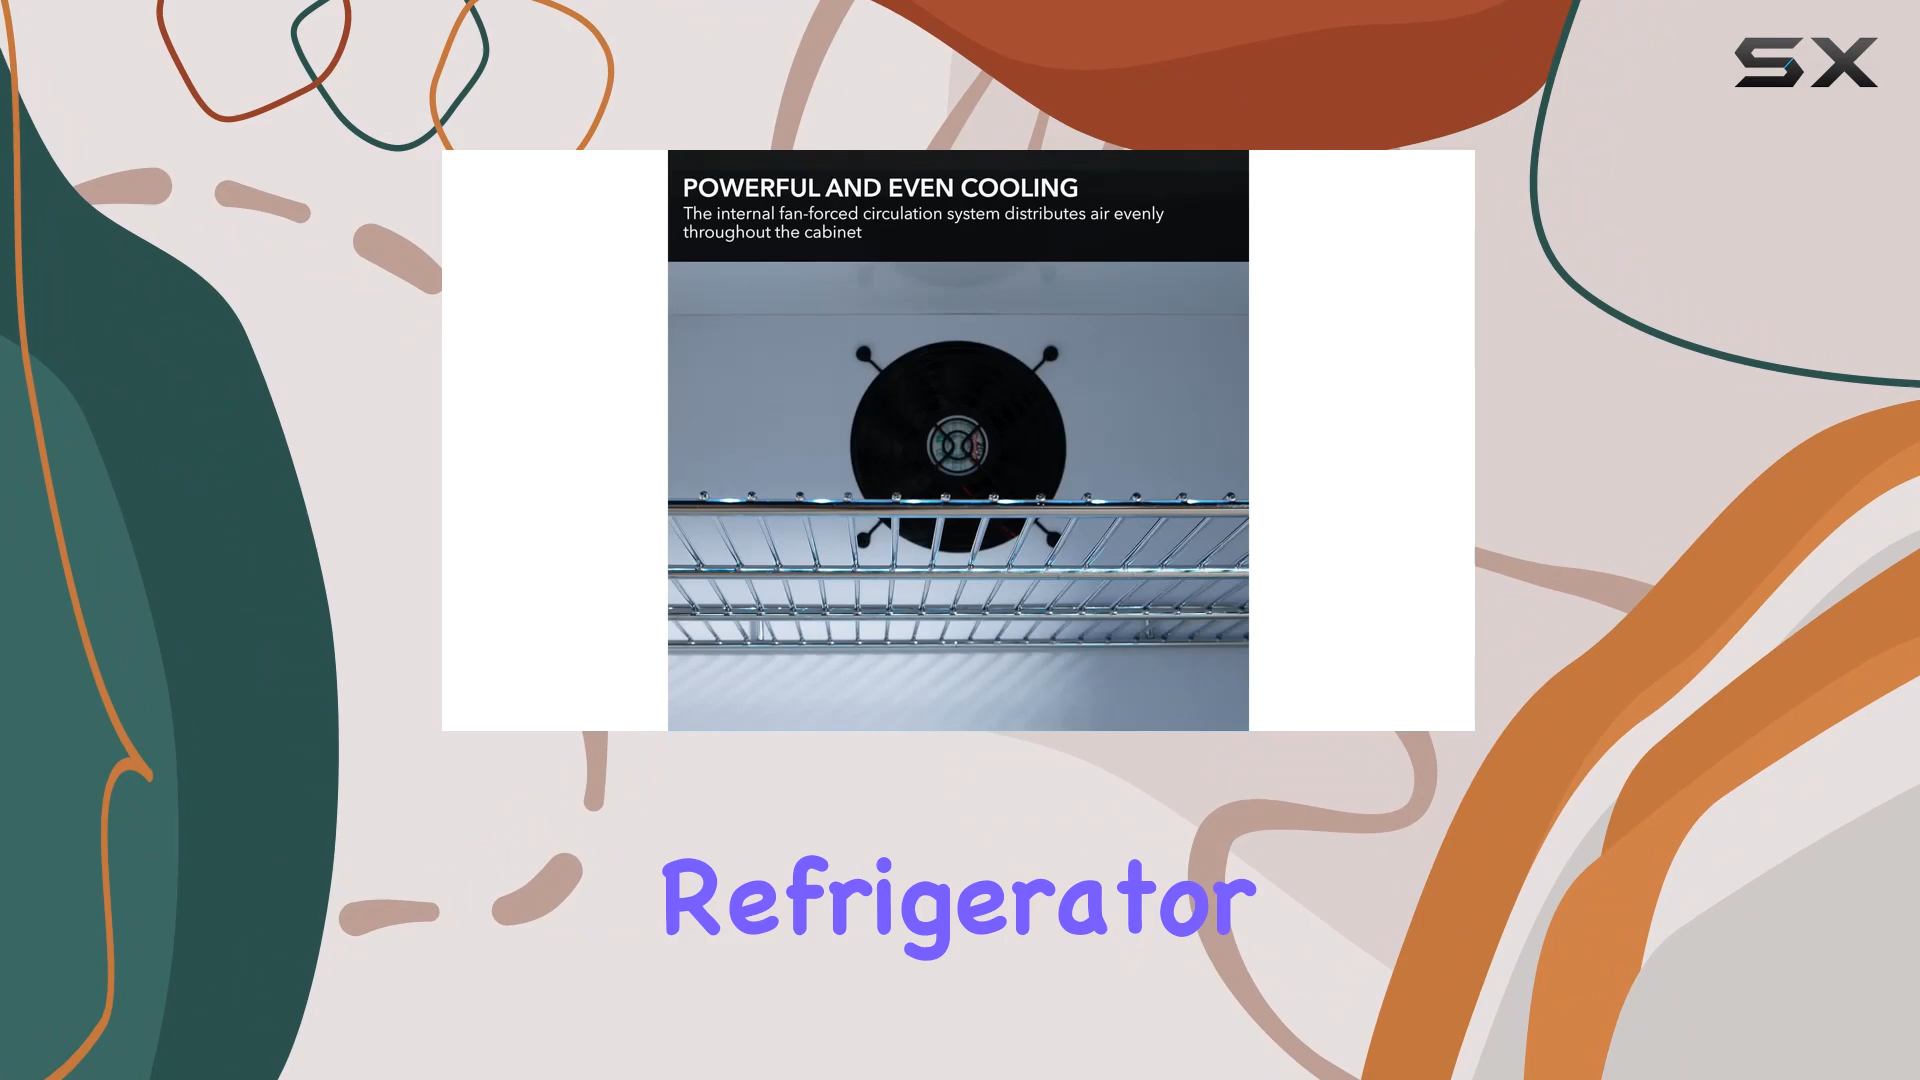 SX
POWERFUL AND EVEN COOLING
The internal fan-forced circulation system distributes air evenly
throughout the cabinet
Refrigerator